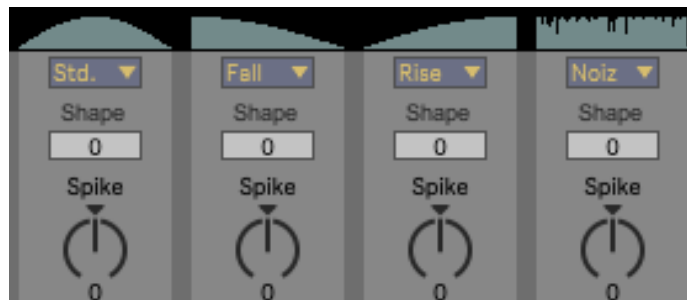 Std. Fall Rise Noiz
Shape Shape Shape Shape
0 0 0 0
Spike Spike Spike Spike
0 0 0 0